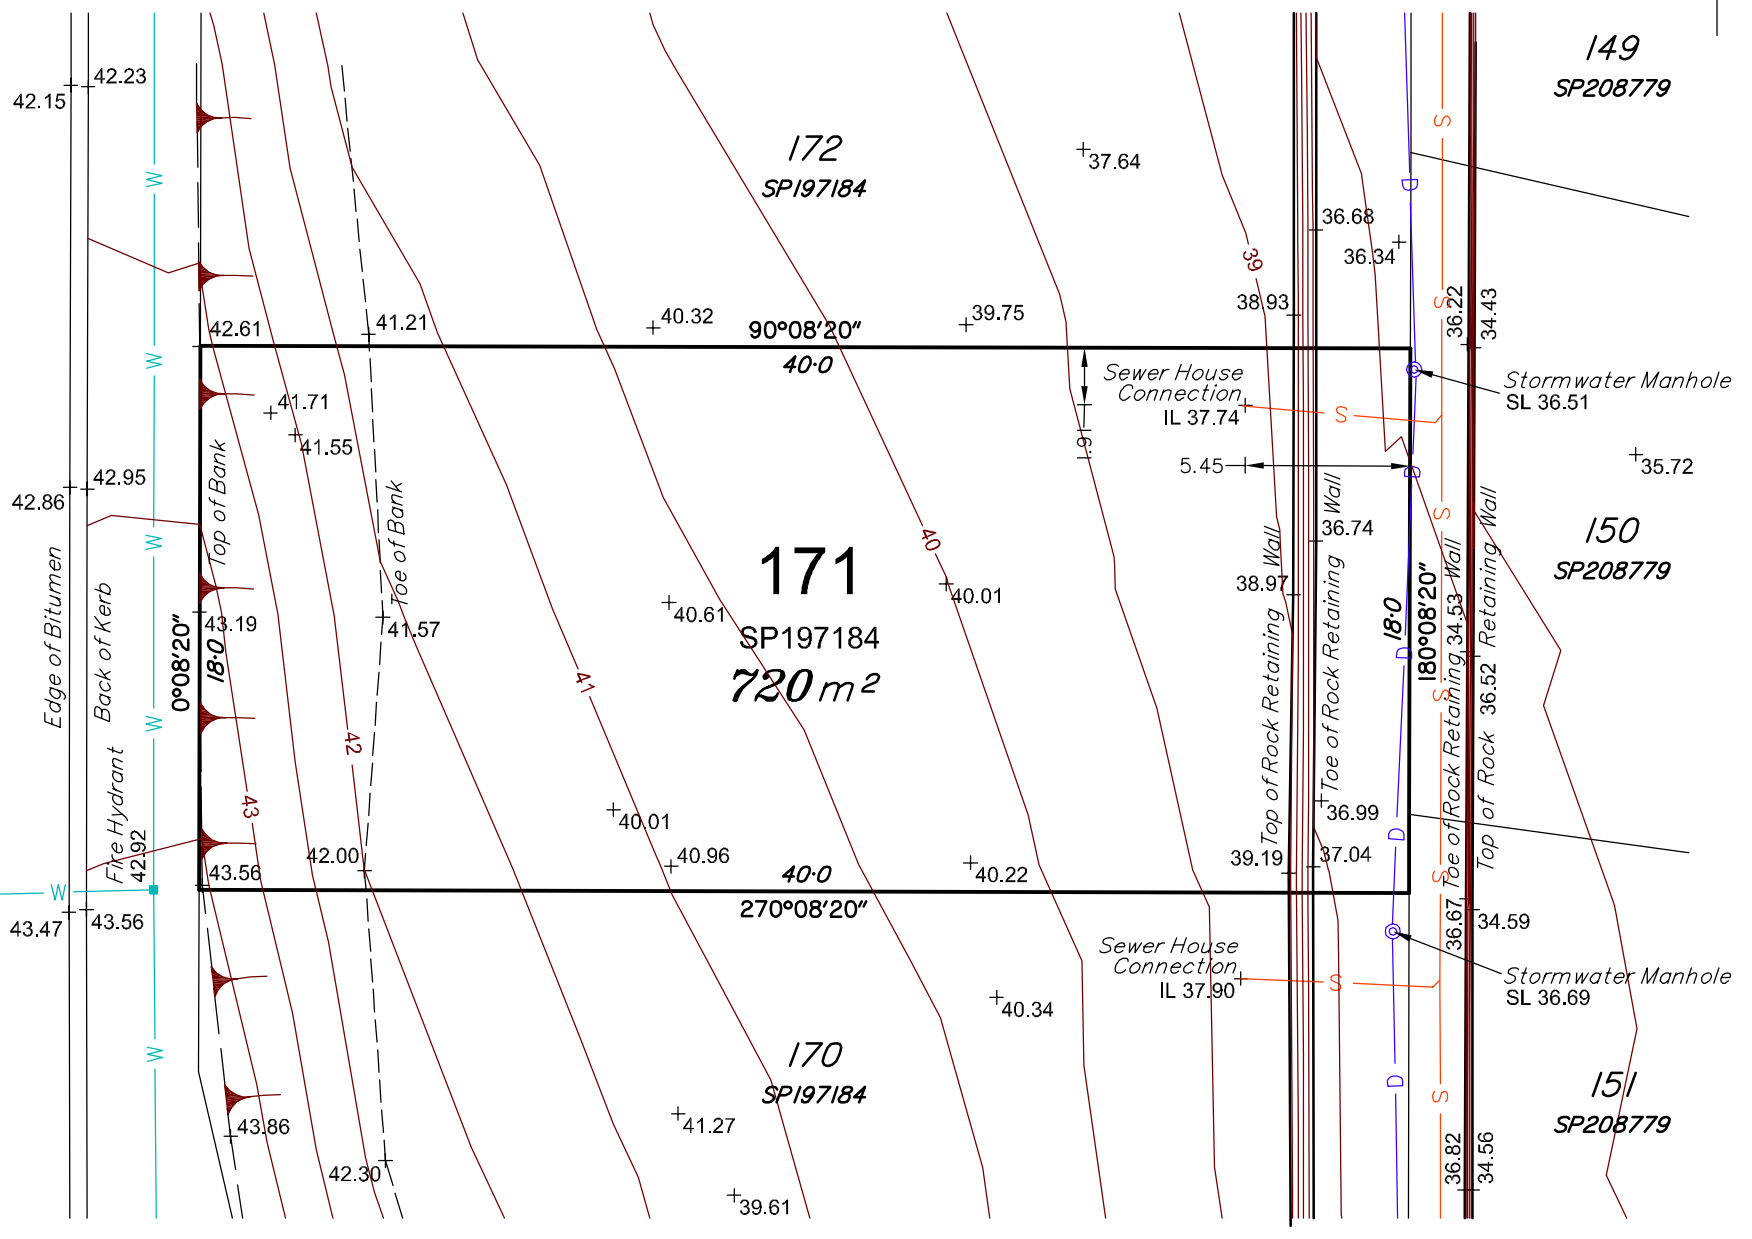 149
SP208779
42.23
42.15
W
172
SP197184
37.64
D
S
36.68
36.34
39
38.93
36.22
34.43
S
42.61
41.21
40.32
90°08'20"
39.75
40·0
W
Sewer House
Connection
IL 37.74
S
Stormwater Manhole
SL 36.51
41.71
41.55
1.91
5.45
D
35.72
42.95
42.86
Top of Bank
Toe of Bank
W
S
40
36.74
150
SP208779
171
SP197184
720 m²
40.61
40.01
38.97
43.19
41.57
0°08'20"
18·0
Edge of Bitumen
Back of Kerb
Fire Hydrant
42.92
W
41
42
43
Top of Rock Retaining Wall
Toe of Rock Retaining Wall
18·0
180°08'20"
D
S
Toe of Rock Retaining Wall
34.53
Top of Rock Retaining Wall
36.52
40.01
36.99
D
42.00
40.96
40.22
39.19
37.04
S
43.56
40·0
270°08'20"
W
43.47
43.56
36.67
34.59
Sewer House
Connection
IL 37.90
S
Stormwater Manhole
SL 36.69
40.34
W
170
SP197184
D
S
151
SP208779
43.86
41.27
42.30
36.82
34.56
39.61